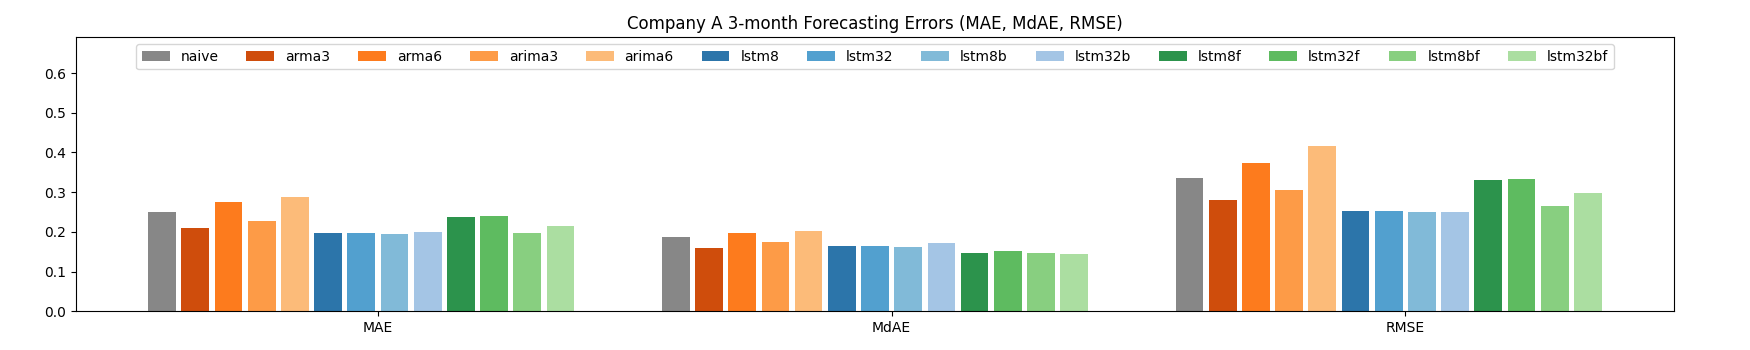 Company A 3-month Forecasting Errors (MAE, MdAE, RMSE)
naive arma3 arma6 arima3 arima6 lstm8 lstm32 lstm8b lstm32b lstm8f lstm32f lstm8bf lstm32bf
0.6
0.5
0.4
0.3
0.2
0.1
0.0
MAE MdAE RMSE